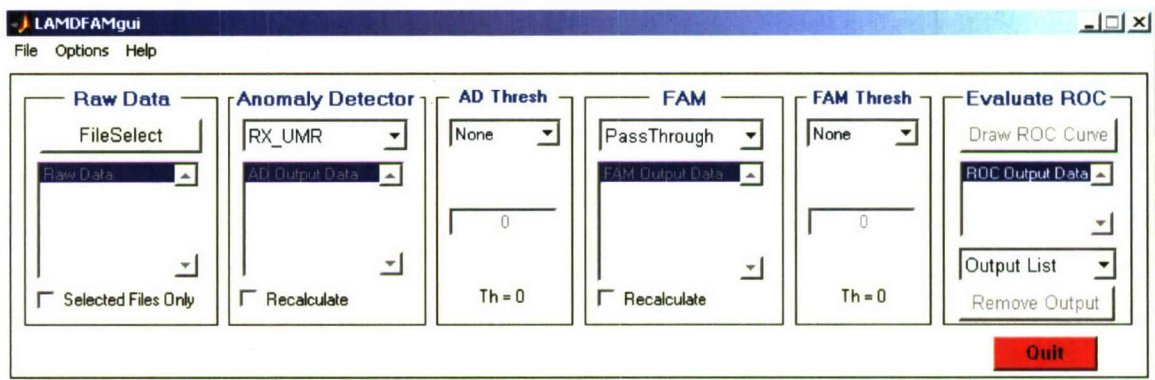 LAMDFAMgui
File Options Help
Raw Data
FileSelect
Raw Data
Selected Files Only
Anomaly Detector
RX_UMR
AD Output Data
Recalculate
AD Thresh
None
0
Th = 0
FAM
PassThrough
FAM Output Data
Recalculate
FAM Thresh
None
0
Th = 0
Evaluate ROC
Draw ROC Curve
ROC Output Data
Output List
Remove Output
Quit